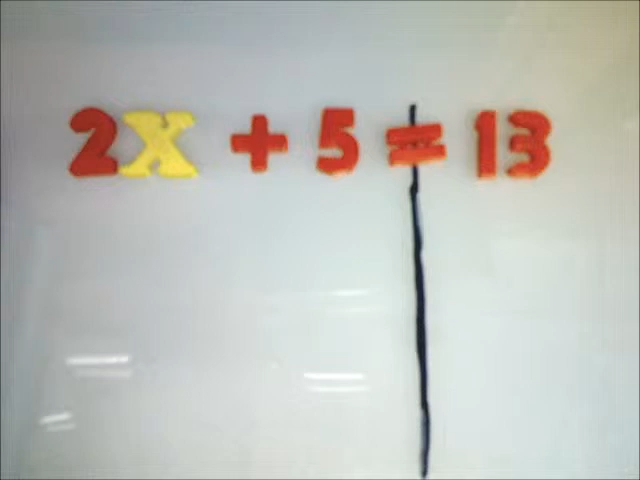 2X + 5 = 13